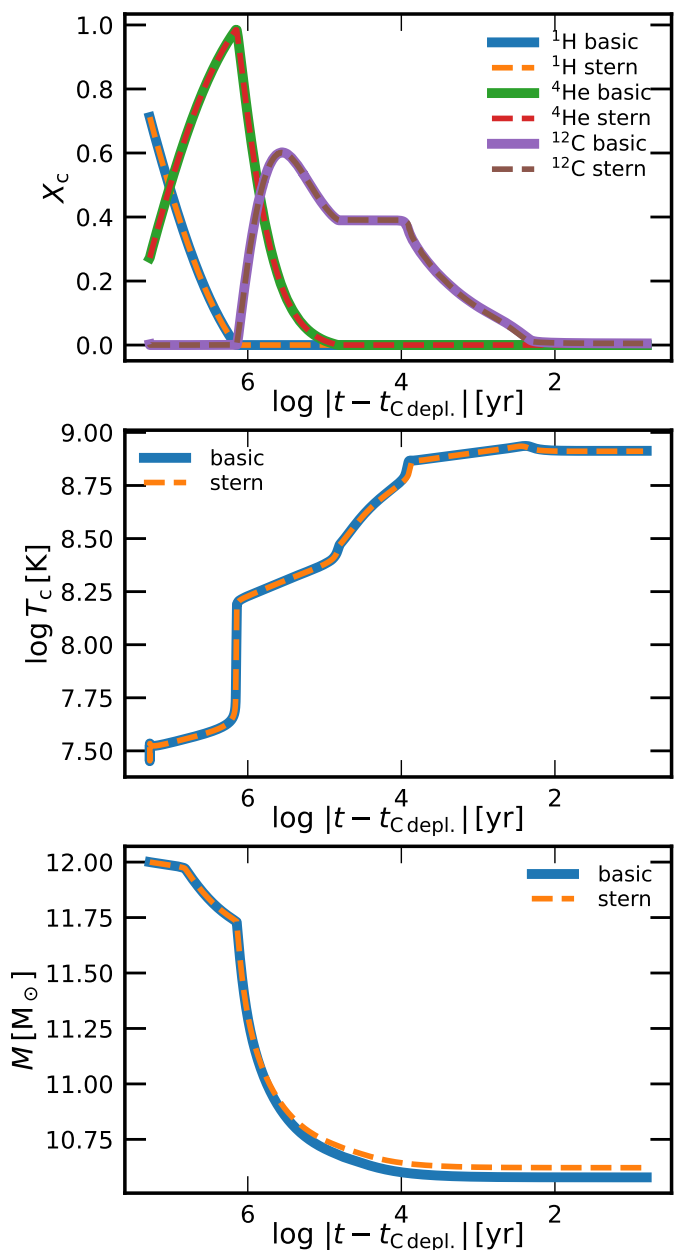 1.0
0.8
0.6
0.4
0.2
0.0
X_c
¹H basic
¹H stern
⁴He basic
⁴He stern
¹²C basic
¹²C stern
6 4 2
log |t − t_{C depl.}| [yr]
9.00
8.75
8.50
8.25
8.00
7.75
7.50
log T_c [K]
basic
stern
6 4 2
log |t − t_{C depl.}| [yr]
12.00
11.75
11.50
11.25
11.00
10.75
M [M_⊙]
basic
stern
6 4 2
log |t − t_{C depl.}| [yr]